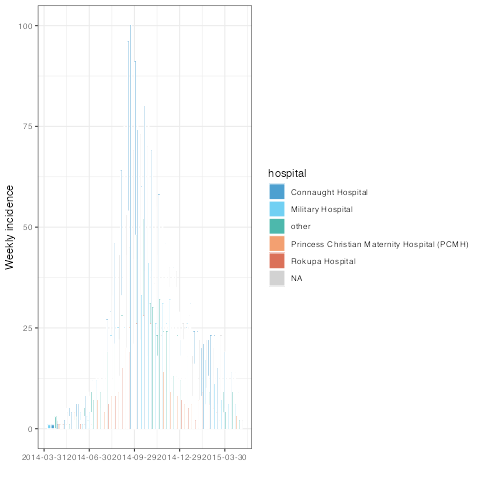 Weekly incidence
100
75
50
25
0
2014-03-31 2014-06-30 2014-09-29 2014-12-29 2015-03-30
hospital
Connaught Hospital
Military Hospital
other
Princess Christian Maternity Hospital (PCMH)
Rokupa Hospital
NA